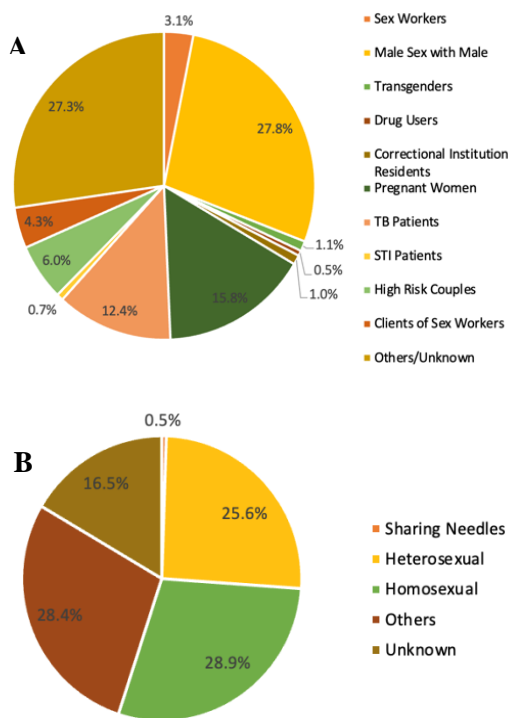 A
3.1%
27.8%
1.1%
0.5%
1.0%
15.8%
12.4%
0.7%
6.0%
4.3%
27.3%
Sex Workers
Male Sex with Male
Transgenders
Drug Users
Correctional Institution
Residents
Pregnant Women
TB Patients
STI Patients
High Risk Couples
Clients of Sex Workers
Others/Unknown
B
0.5%
25.6%
28.9%
28.4%
16.5%
Sharing Needles
Heterosexual
Homosexual
Others
Unknown